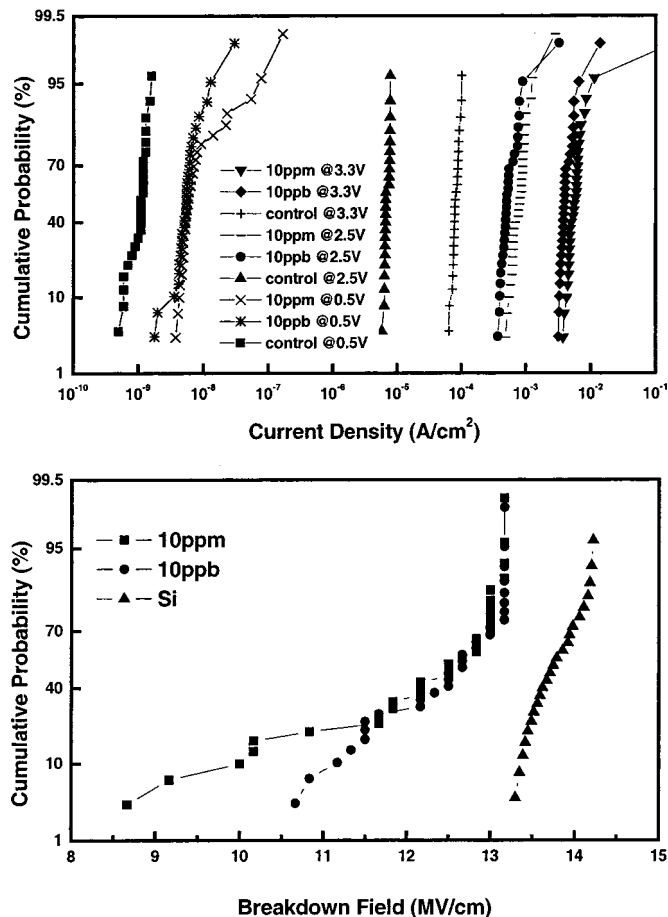 99.5
95
70
40
10
1
Cumulative Probability (%)
10ppm @3.3V
10ppb @3.3V
control @3.3V
10ppm @2.5V
10ppb @2.5V
control @2.5V
10ppm @0.5V
10ppb @0.5V
control @0.5V
10⁻¹⁰ 10⁻⁹ 10⁻⁸ 10⁻⁷ 10⁻⁶ 10⁻⁵ 10⁻⁴ 10⁻³ 10⁻² 10⁻¹
Current Density (A/cm²)
99.5
95
70
40
10
1
Cumulative Probability (%)
10ppm
10ppb
Si
8 9 10 11 12 13 14 15
Breakdown Field (MV/cm)